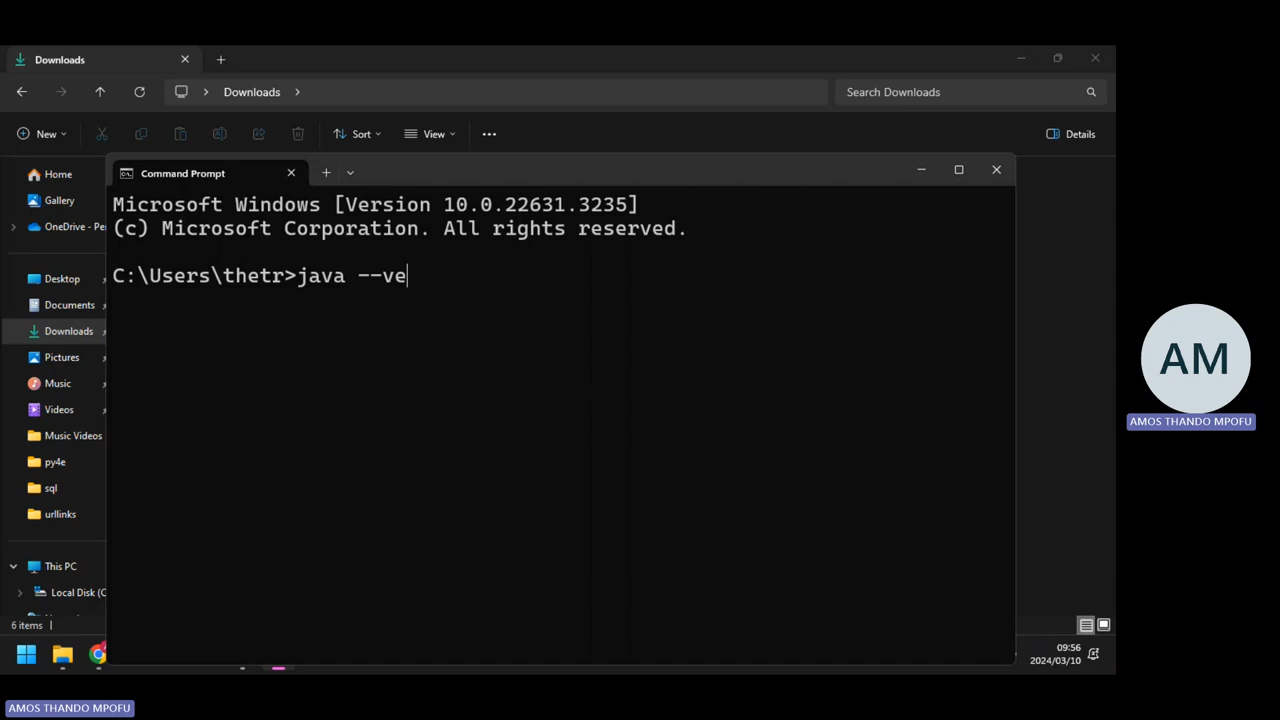 Downloads
Downloads
Search Downloads
New
Sort
View
Details
Home
Gallery
OneDrive - Pe
Desktop
Documents
Downloads
Pictures
Music
Videos
Music Videos
py4e
sql
urllinks
This PC
Local Disk (C
6 items
Command Prompt
Microsoft Windows [Version 10.0.22631.3235]
(c) Microsoft Corporation. All rights reserved.
C:\Users\thetr>java --ve
09:56
2024/03/10
AM
AMOS THANDO MPOFU
AMOS THANDO MPOFU